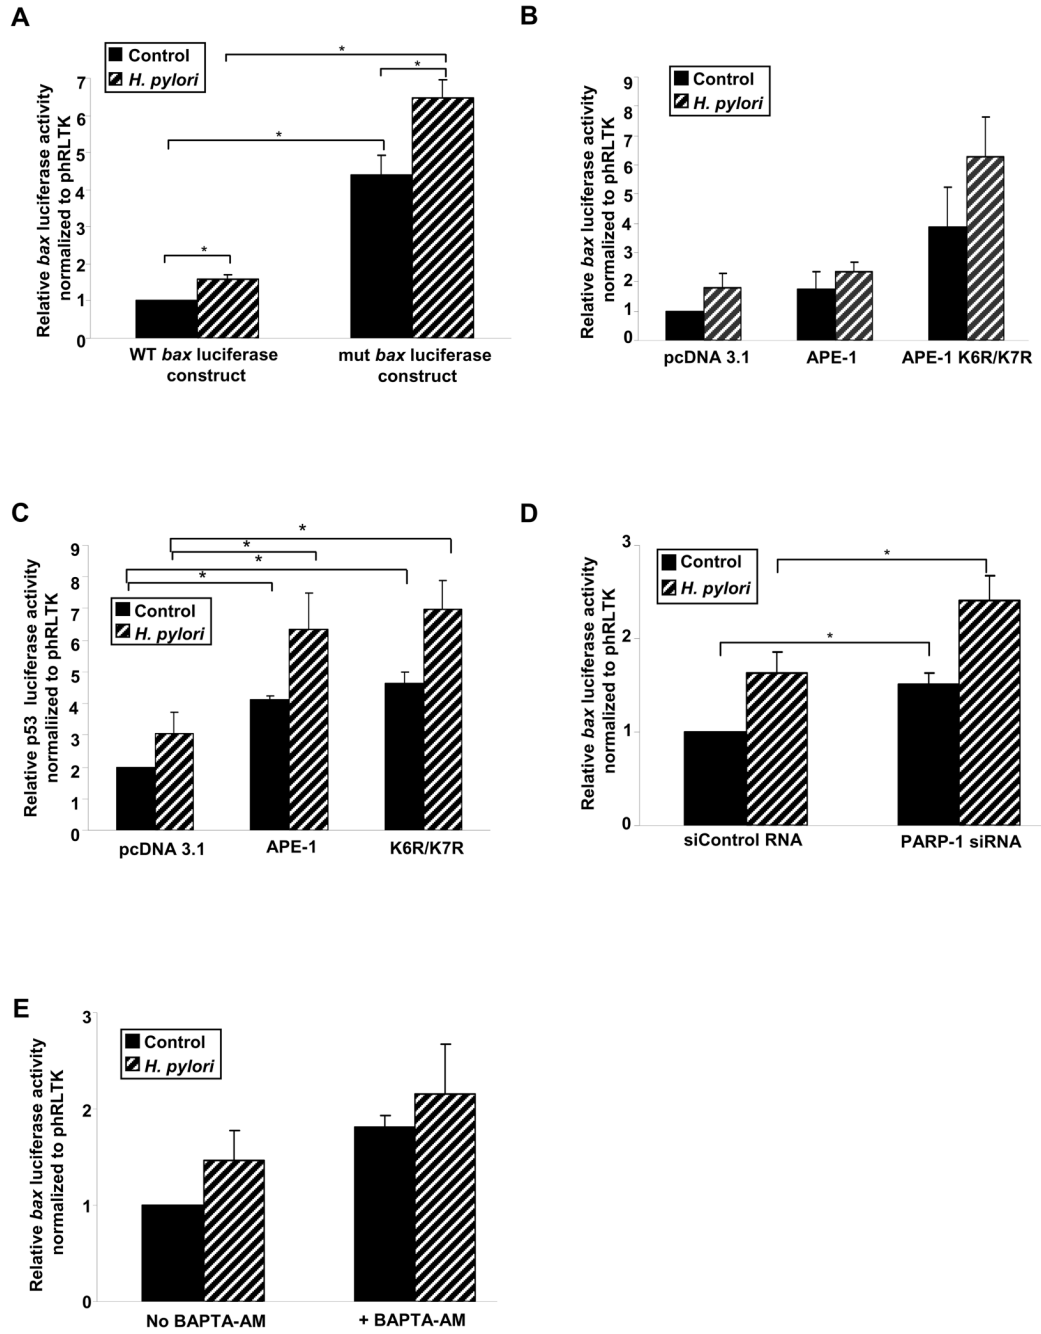 A
Control
H. pylori
*
*
*
*
7
6
5
4
3
2
1
0
Relative bax luciferase activity
normalized to phRLTK
WT bax luciferase
construct
mut bax luciferase
construct
B
Control
H. pylori
9
8
7
6
5
4
3
2
1
0
Relative bax luciferase activity
normalized to phRLTK
pcDNA 3.1
APE-1
APE-1 K6R/K7R
C
*
*
*
*
Control
H. pylori
9
8
7
6
5
4
3
2
1
0
Relative p53 luciferase activity
normaliized to phRLTK
pcDNA 3.1
APE-1
K6R/K7R
D
Control
H. pylori
*
*
3
2
1
0
Relative bax luciferase activity
normalized to phRLTK
siControl RNA
PARP-1 siRNA
E
Control
H. pylori
3
2
1
0
Relative bax luciferase activity
normalized to phRLTK
No BAPTA-AM
+ BAPTA-AM